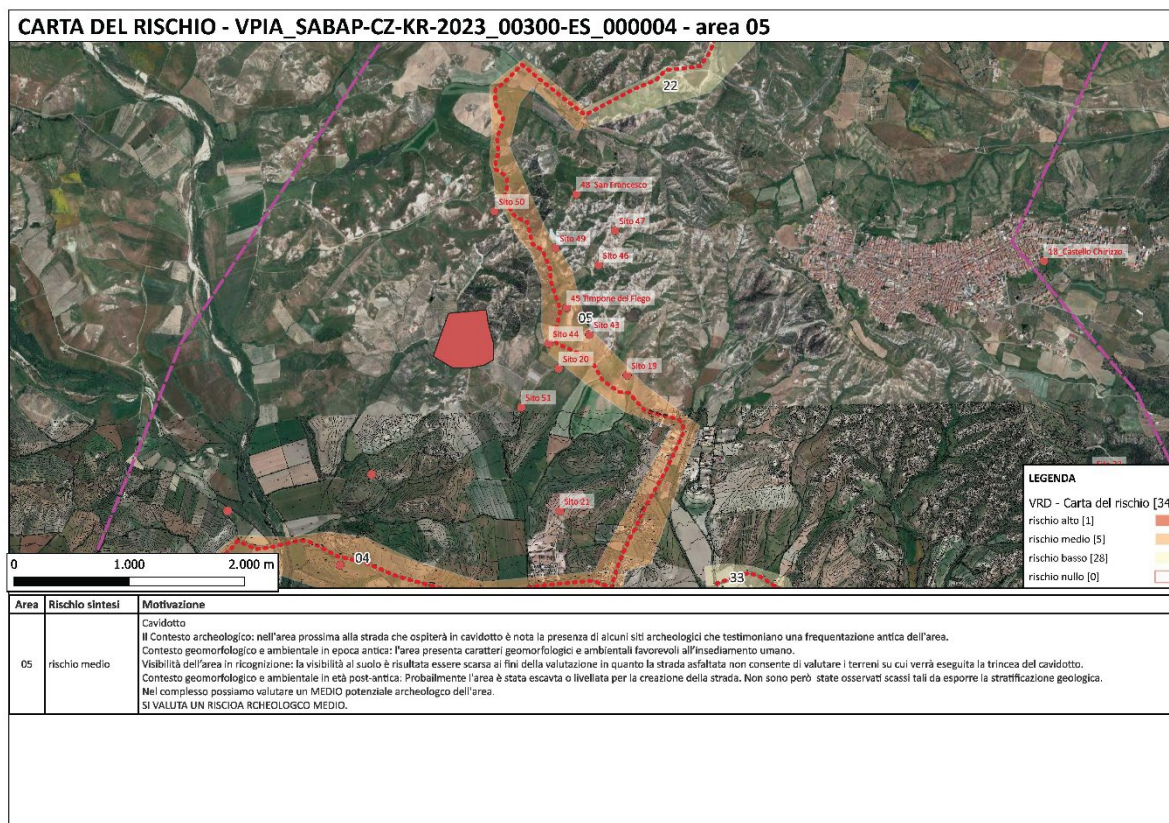 CARTA DEL RISCHIO - VPIA_SABAP-CZ-KR-2023_00300-ES_000004 - area 05
22
48_San Francesco
Sito 50
Sito 47
Sito 49
Sito 46
18_Castello Chirizzo
45 Timpone del Fiego
05
Sito 43
Sito 44
Sito 20
Sito 19
Sito 51
Sito 21
04
33
0 1.000 2.000 m
LEGENDA
VRD - Carta del rischio [34
rischio alto [1]
rischio medio [5]
rischio basso [28]
rischio nullo [0]
Area Rischio sintesi Motivazione
05 rischio medio
Cavidotto
Il Contesto archeologico: nell'area prossima alla strada che ospiterà in cavidotto è nota la presenza di alcuni siti archeologici che testimoniano una frequentazione antica dell'area.
Contesto geomorfologico e ambientale in epoca antica: l'area presenta caratteri geomorfologici e ambientali favorevoli all'insediamento umano.
Visibilità dell'area in ricognizione: la visibilità al suolo è risultata essere scarsa ai fini della valutazione in quanto la strada asfaltata non consente di valutare i terreni su cui verrà eseguita la trincea del cavidotto.
Contesto geomorfologico e ambientale in età post-antica: Probailmente l'area è stata escavta o livellata per la creazione della strada. Non sono però state osservati scassi tali da esporre la stratificazione geologica.
Nel complesso possiamo valutare un MEDIO potenziale archeologco dell'area.
SI VALUTA UN RISCIOA RCHEOLOGCO MEDIO.